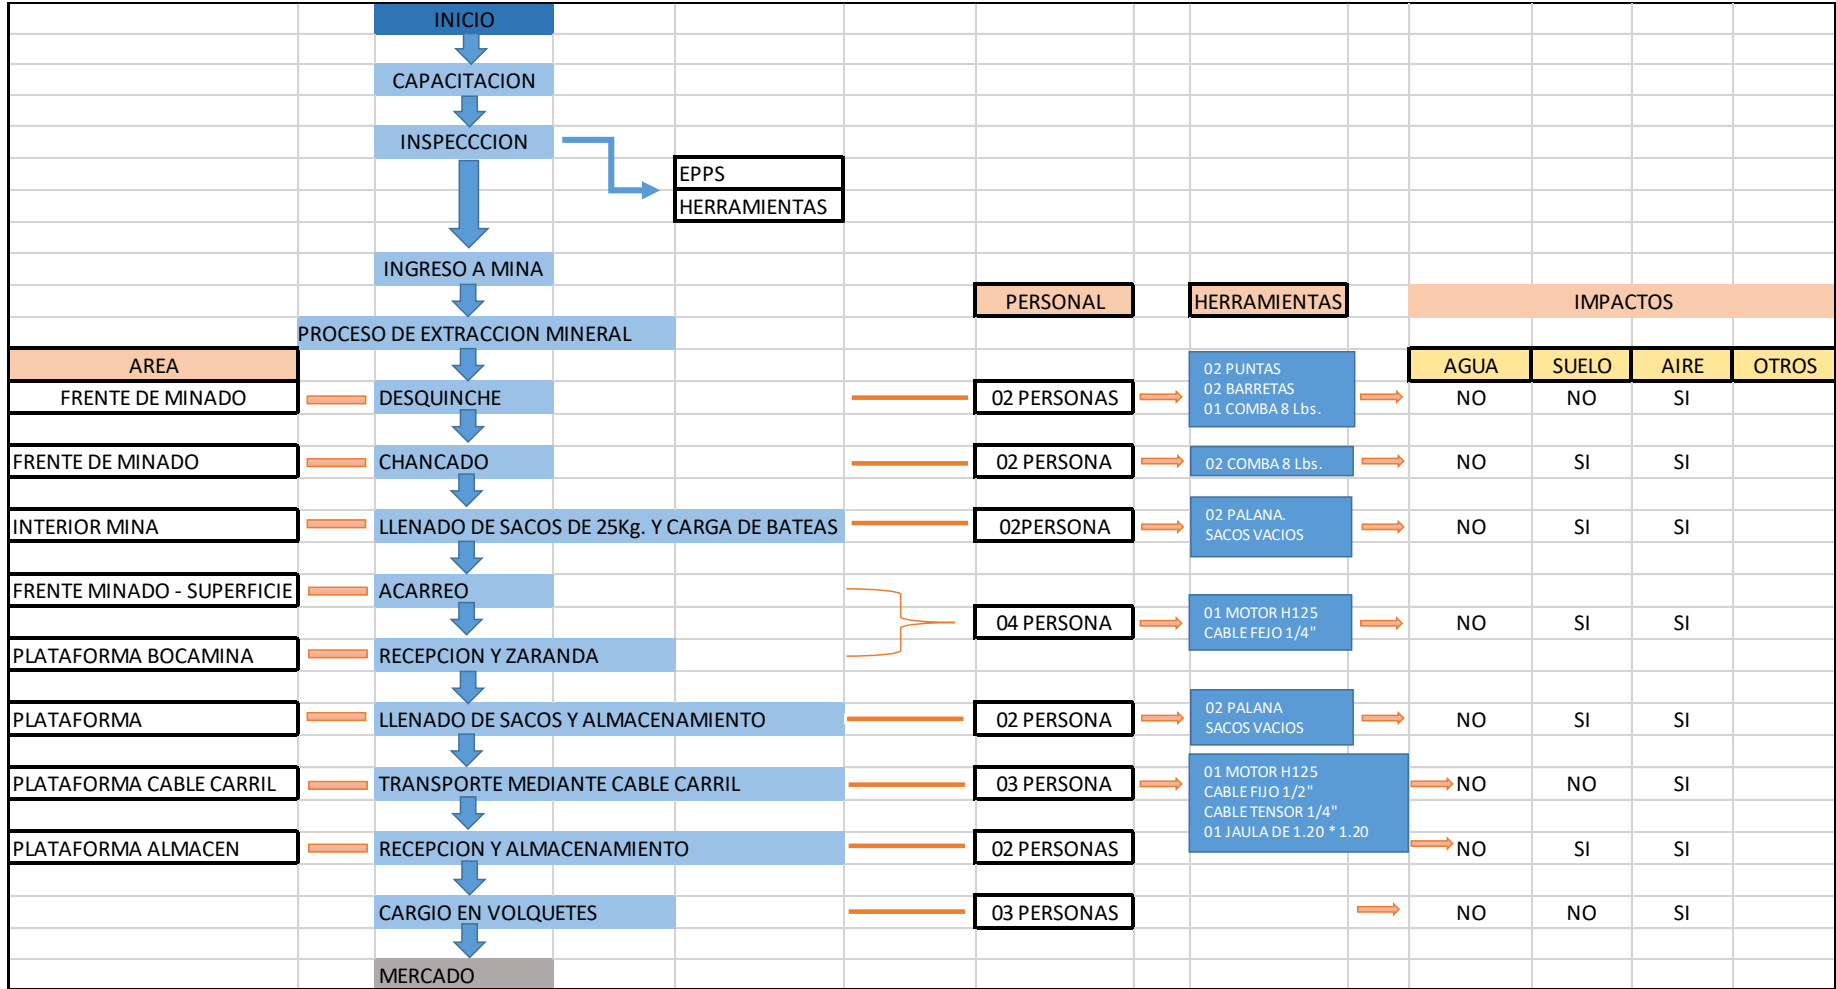 INICIO
CAPACITACION
INSPECCCION
EPPS
HERRAMIENTAS
INGRESO A MINA
PERSONAL HERRAMIENTAS IMPACTOS
PROCESO DE EXTRACCION MINERAL
AREA AGUA SUELO AIRE OTROS
02 PUNTAS
02 BARRETAS
01 COMBA 8 Lbs.
FRENTE DE MINADO DESQUINCHE 02 PERSONAS NO NO SI
FRENTE DE MINADO CHANCADO 02 PERSONA 02 COMBA 8 Lbs. NO SI SI
INTERIOR MINA LLENADO DE SACOS DE 25Kg. Y CARGA DE BATEAS 02PERSONA NO SI SI
02 PALANA.
SACOS VACIOS
FRENTE MINADO - SUPERFICIE ACARREO
04 PERSONA NO SI SI
01 MOTOR H125
CABLE FEJO 1/4"
PLATAFORMA BOCAMINA RECEPCION Y ZARANDA
PLATAFORMA LLENADO DE SACOS Y ALMACENAMIENTO 02 PERSONA NO SI SI
02 PALANA
SACOS VACIOS
PLATAFORMA CABLE CARRIL TRANSPORTE MEDIANTE CABLE CARRIL 03 PERSONA NO NO SI
01 MOTOR H125
CABLE FIJO 1/2"
CABLE TENSOR 1/4"
01 JAULA DE 1.20 * 1.20
PLATAFORMA ALMACEN RECEPCION Y ALMACENAMIENTO 02 PERSONAS NO SI SI
CARGIO EN VOLQUETES 03 PERSONAS NO NO SI
MERCADO